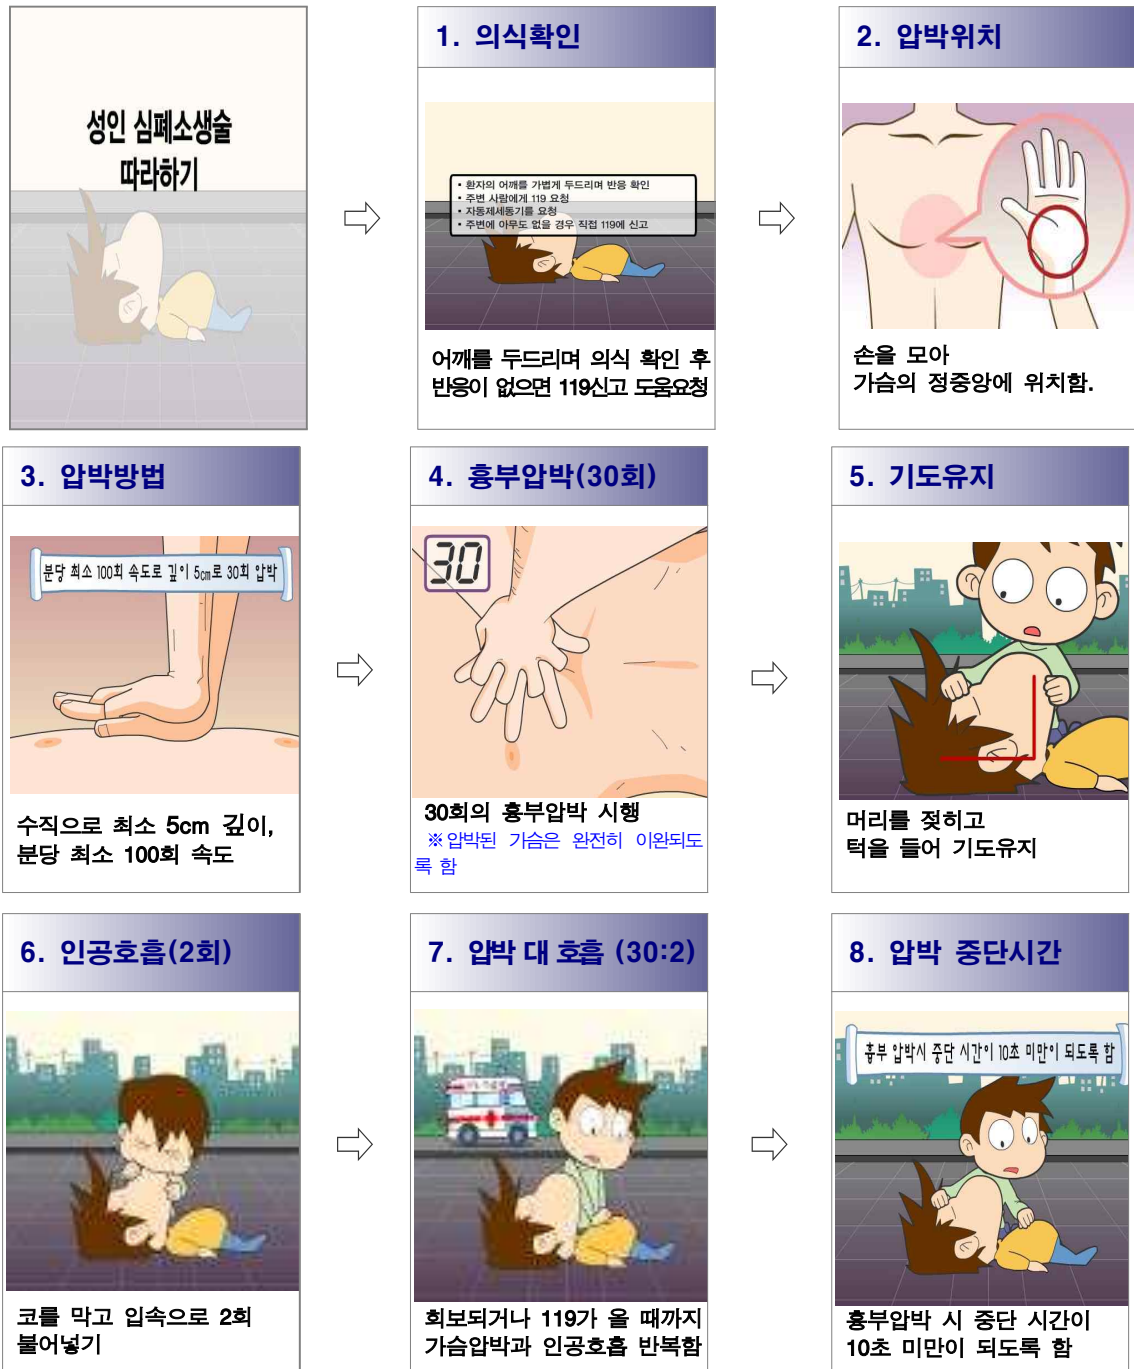 성인 심폐소생술
따라하기
1. 의식확인
• 환자의 어깨를 가볍게 두드리며 반응 확인
• 주변 사람에게 119 요청
• 자동제세동기를 요청
• 주변에 아무도 없을 경우 직접 119에 신고
어깨를 두드리며 의식 확인 후
반응이 없으면 119신고 도움요청
2. 압박위치
손을 모아
가슴의 정중앙에 위치함.
3. 압박방법
분당 최소 100회 속도로 깊이 5㎝로 30회 압박
수직으로 최소 5cm 깊이,
분당 최소 100회 속도
4. 흉부압박(30회)
30
30회의 흉부압박 시행
※압박된 가슴은 완전히 이완되도
록 함
5. 기도유지
머리를 젖히고
턱을 들어 기도유지
6. 인공호흡(2회)
코를 막고 입속으로 2회
불어넣기
7. 압박 대 호흡 (30:2)
회보되거나 119가 올 때까지
가슴압박과 인공호흡 반복함
8. 압박 중단시간
흉부 압박시 중단 시간이 10초 미만이 되도록 함
흉부압박 시 중단 시간이
10초 미만이 되도록 함